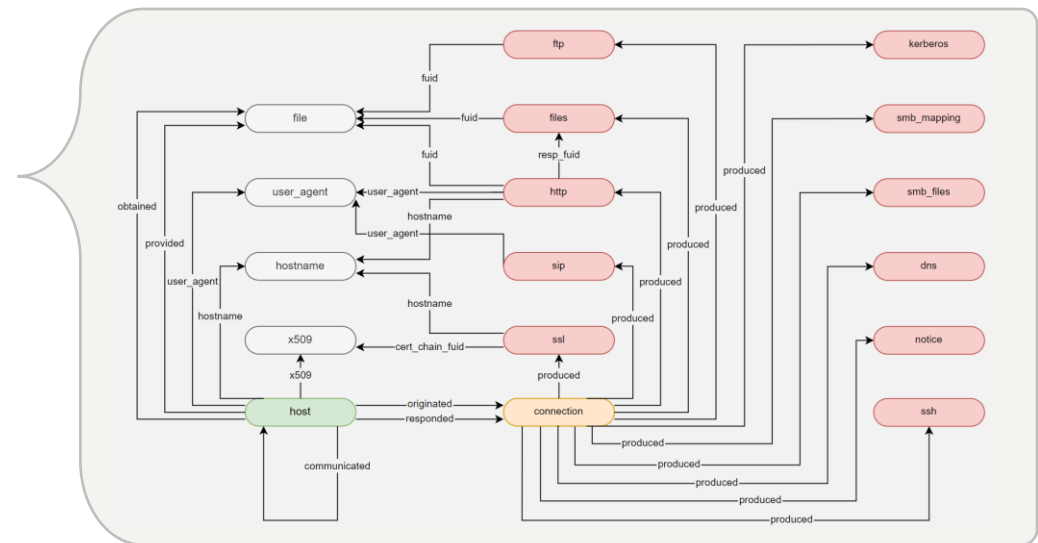 ftp
kerberos
fuid
file
fuid
files
smb_mapping
fuid
resp_fuid
produced
user_agent
user_agent
http
smb_files
obtained
produced
hostname
user_agent
provided
produced
hostname
sip
dns
user_agent
produced
produced
hostname
hostname
x509
cert_chain_fuid
ssl
notice
x509
produced
host
originated
connection
ssh
responded
produced
communicated
produced
produced
produced
produced